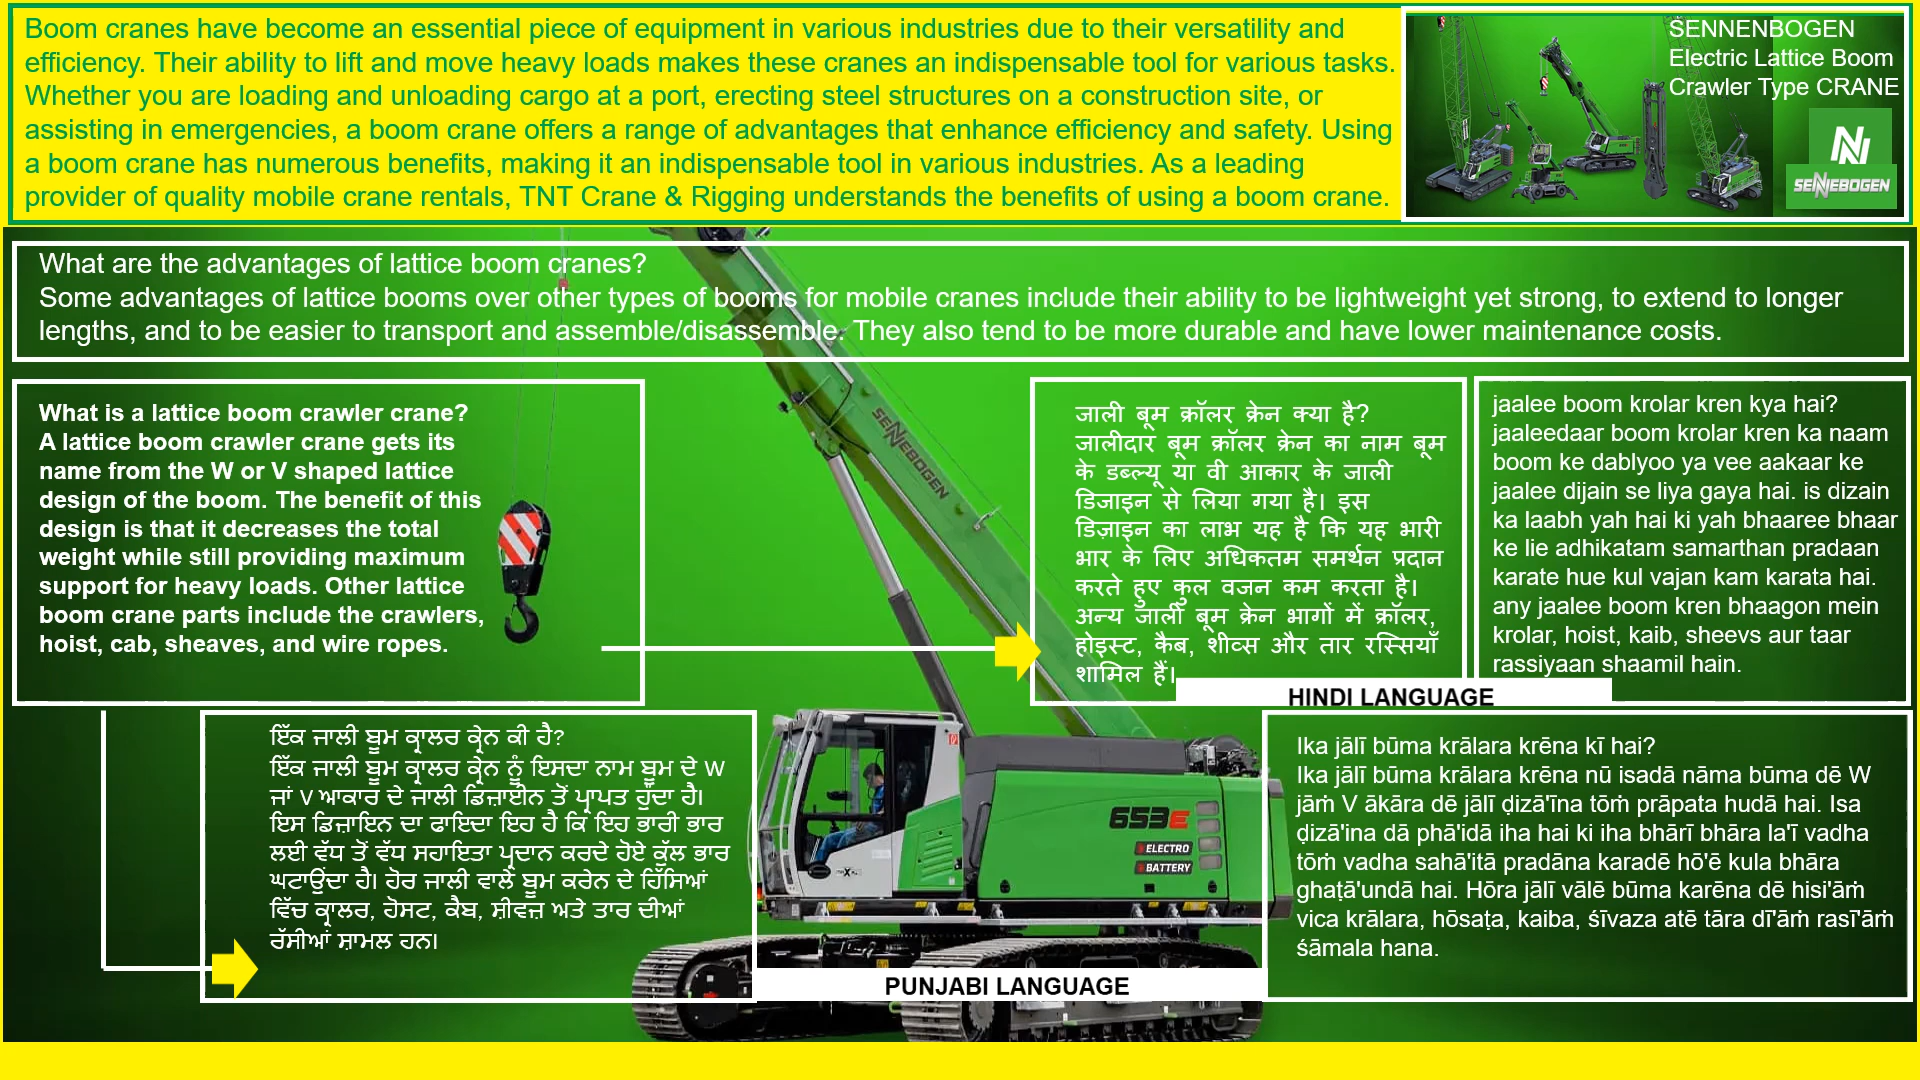 Boom cranes have become an essential piece of equipment in various industries due to their versatility and
efficiency. Their ability to lift and move heavy loads makes these cranes an indispensable tool for various tasks.
Whether you are loading and unloading cargo at a port, erecting steel structures on a construction site, or
assisting in emergencies, a boom crane offers a range of advantages that enhance efficiency and safety. Using
a boom crane has numerous benefits, making it an indispensable tool in various industries. As a leading
provider of quality mobile crane rentals, TNT Crane & Rigging understands the benefits of using a boom crane.
SENNENBOGEN
Electric Lattice Boom
Crawler Type CRANE
SENNEBOGEN
What are the advantages of lattice boom cranes?
Some advantages of lattice booms over other types of booms for mobile cranes include their ability to be lightweight yet strong, to extend to longer
lengths, and to be easier to transport and assemble/disassemble. They also tend to be more durable and have lower maintenance costs.
What is a lattice boom crawler crane?
A lattice boom crawler crane gets its
name from the W or V shaped lattice
design of the boom. The benefit of this
design is that it decreases the total
weight while still providing maximum
support for heavy loads. Other lattice
boom crane parts include the crawlers,
hoist, cab, sheaves, and wire ropes.
SENNEBOGEN
जाली बूम क्रॉलर क्रेन क्या है?
जालीदार बूम क्रॉलर क्रेन का नाम बूम
के डब्ल्यू या वी आकार के जाली
डिजाइन से लिया गया है। इस
डिज़ाइन का लाभ यह है कि यह भारी
भार के लिए अधिकतम समर्थन प्रदान
करते हुए कुल वजन कम करता है।
अन्य जाली बूम क्रेन भागों में क्रॉलर,
होइस्ट, कैब, शीव्स और तार रस्सियाँ
शामिल हैं।
jaalee boom krolar kren kya hai?
jaaleedaar boom krolar kren ka naam
boom ke dablyoo ya vee aakaar ke
jaalee dijain se liya gaya hai. is dizain
ka laabh yah hai ki yah bhaaree bhaar
ke lie adhikatam samarthan pradaan
karate hue kul vajan kam karata hai.
any jaalee boom kren bhaagon mein
krolar, hoist, kaib, sheevs aur taar
rassiyaan shaamil hain.
HINDI LANGUAGE
ਇੱਕ ਜਾਲੀ ਬੂਮ ਕ੍ਰਾਲਰ ਕ੍ਰੇਨ ਕੀ ਹੈ?
ਇੱਕ ਜਾਲੀ ਬੂਮ ਕ੍ਰਾਲਰ ਕ੍ਰੇਨ ਨੂੰ ਇਸਦਾ ਨਾਮ ਬੂਮ ਦੇ W
ਜਾਂ V ਆਕਾਰ ਦੇ ਜਾਲੀ ਡਿਜ਼ਾਈਨ ਤੋਂ ਪ੍ਰਾਪਤ ਹੁੰਦਾ ਹੈ।
ਇਸ ਡਿਜ਼ਾਇਨ ਦਾ ਫਾਇਦਾ ਇਹ ਹੈ ਕਿ ਇਹ ਭਾਰੀ ਭਾਰ
ਲਈ ਵੱਧ ਤੋਂ ਵੱਧ ਸਹਾਇਤਾ ਪ੍ਰਦਾਨ ਕਰਦੇ ਹੋਏ ਕੁੱਲ ਭਾਰ
ਘਟਾਉਂਦਾ ਹੈ। ਹੋਰ ਜਾਲੀ ਵਾਲੇ ਬੂਮ ਕਰੇਨ ਦੇ ਹਿੱਸਿਆਂ
ਵਿੱਚ ਕ੍ਰਾਲਰ, ਹੋਸਟ, ਕੈਬ, ਸ਼ੀਵਜ਼ ਅਤੇ ਤਾਰ ਦੀਆਂ
ਰੱਸੀਆਂ ਸ਼ਾਮਲ ਹਨ।
653E
ELECTRO
BATTERY
Ika jālī būma krālara krēna kī hai?
Ika jālī būma krālara krēna nū isadā nāma būma dē W
jāṁ V ākāra dē jālī ḍizā'īna tōṁ prāpata hudā hai. Isa
ḍizā'ina dā phā'idā iha hai ki iha bhārī bhāra la'ī vadha
tōṁ vadha sahā'itā pradāna karadē hō'ē kula bhāra
ghaṭā'undā hai. Hōra jālī vālē būma karēna dē hisi'āṁ
vica krālara, hōsaṭa, kaiba, śīvaza atē tāra dī'āṁ rasī'āṁ
śāmala hana.
PUNJABI LANGUAGE